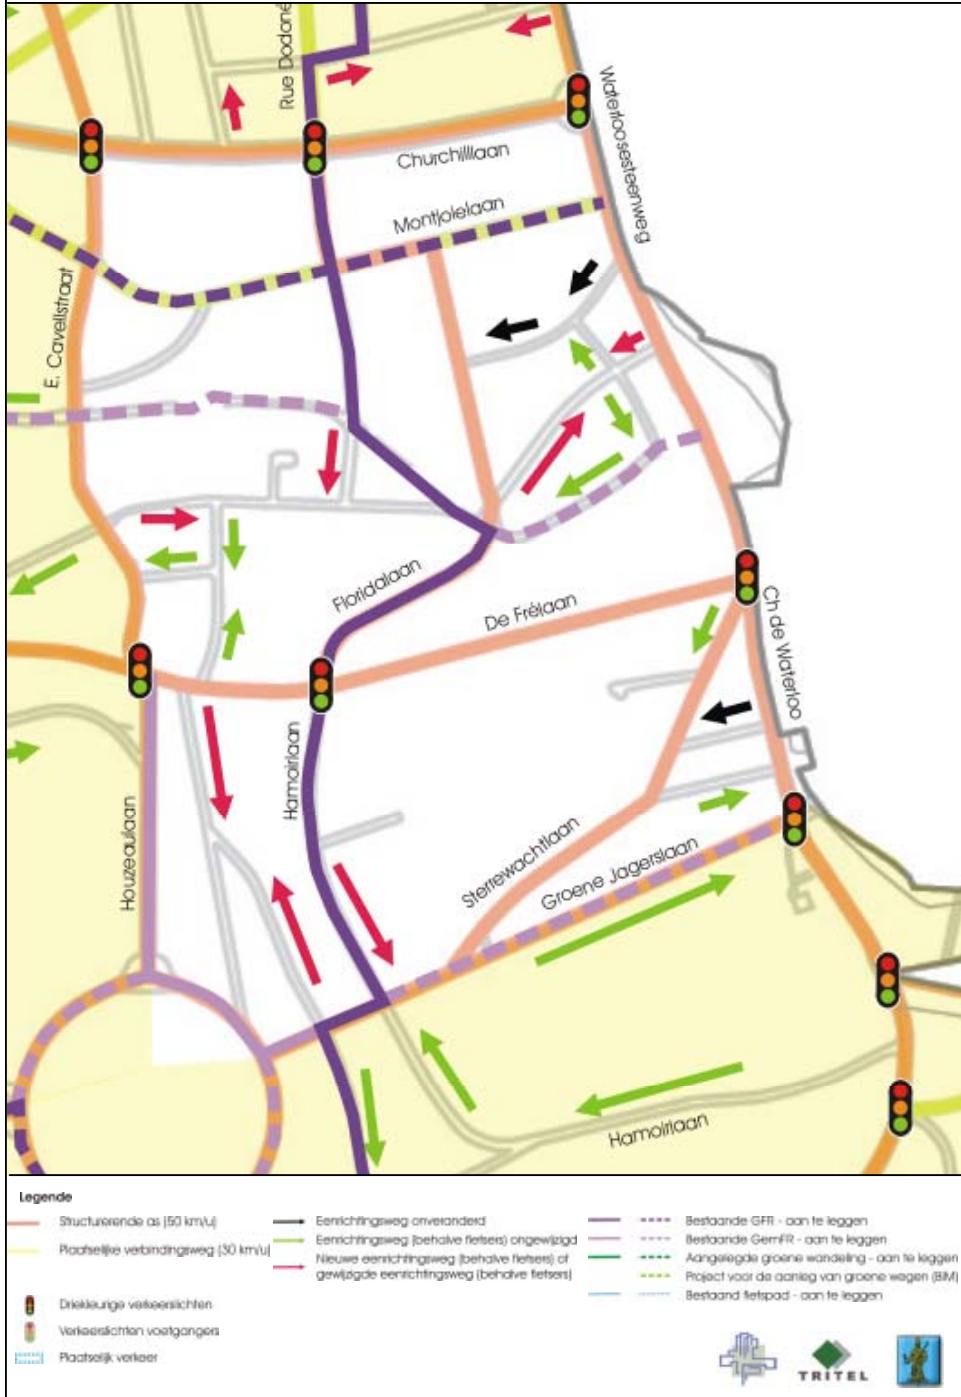 Rue Dodoné
Waterloosesteenweg
Churchilllaan
Montjoielaan
E. Cavellstraat
Floridalaan
De Frélaan
Ch de Waterloo
Hamoirlaan
Houzeaulaan
Sterrewachtlaan
Groene Jagerslaan
Hamoirlaan
Legende
Structurerende as (50 km/u)
Plaatselijke verbindingsweg (30 km/u)
Driekleurige verkeerslichten
Verkeerslichten voetgangers
Plaatselijk verkeer
Eenrichtingsweg onveranderd
Eenrichtingsweg (behalve fietsers) ongewijzigd
Nieuwe eenrichtingsweg (behalve fietsers) of
gewijzigde eenrichtingsweg (behalve fietsers)
Bestaande GFR - aan te leggen
Bestaande GemFR - aan te leggen
Aangelegde groene wandeling - aan te leggen
Project voor de aanleg van groene wegen (BIM)
Bestaand fietspad - aan te leggen
TRITEL